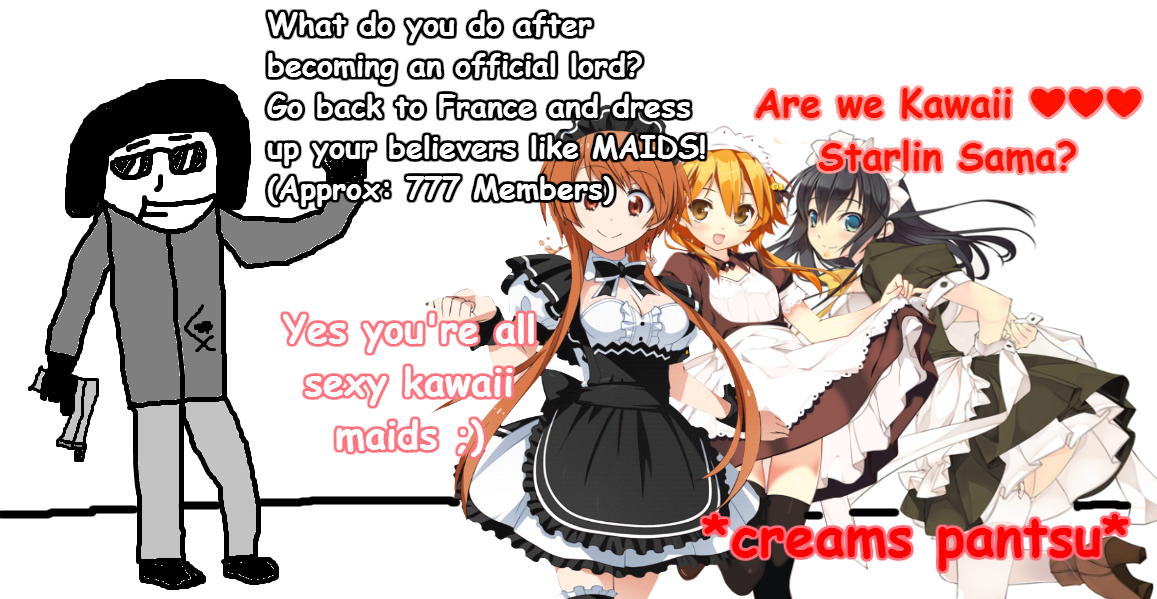 What do you do after
becoming an official lord?
Go back to France and dress
up your believers like MAIDS!
(Approx: 777 Members)
Are we Kawaii ♥♥♥
Starlin Sama?
Yes you're all
sexy kawaii
maids ;)
*creams pantsu*